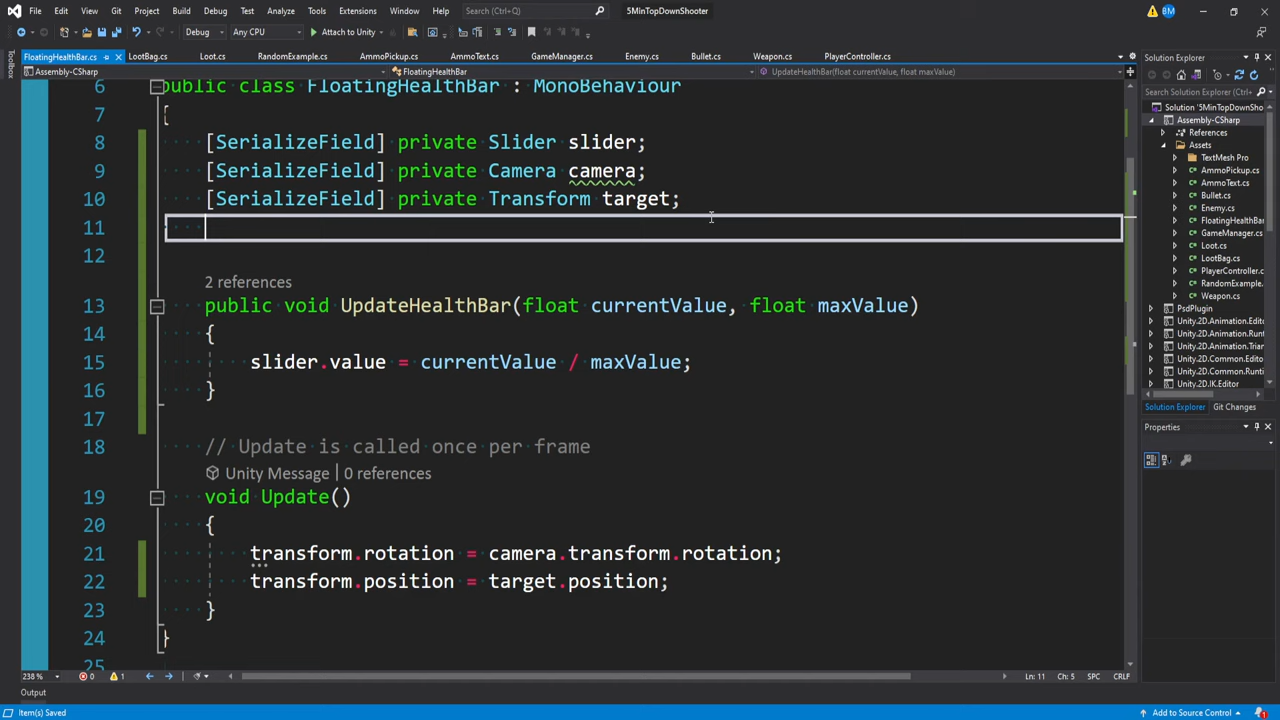 File Edit View Git Project Build Debug Test Analyze Tools Extensions Window Help Search (Ctrl+Q) 5MinTopDownShooter BM
Debug Any CPU Attach to Unity
Toolbox
FloatingHealthBar.cs LootBag.cs Loot.cs RandomExample.cs AmmoPickup.cs AmmoText.cs GameManager.cs Enemy.cs Bullet.cs Weapon.cs PlayerController.cs
Assembly-CSharp FloatingHealthBar UpdateHealthBar(float currentValue, float maxValue)
6 public class FloatingHealthBar : MonoBehaviour
7 {
8 [SerializeField] private Slider slider;
9 [SerializeField] private Camera camera;
10 [SerializeField] private Transform target;
11
12
2 references
13 public void UpdateHealthBar(float currentValue, float maxValue)
14 {
15 slider.value = currentValue / maxValue;
16 }
17
18 // Update is called once per frame
Unity Message | 0 references
19 void Update()
20 {
21 transform.rotation = camera.transform.rotation;
22 transform.position = target.position;
23 }
24 }
25
238 % 0 1 Ln: 11 Ch: 5 SPC CRLF
Output
Item(s) Saved Add to Source Control 1
Solution Explorer
Search Solution Explorer
Solution '5MinTopDownSho
Assembly-CSharp
References
Assets
TextMesh Pro
AmmoPickup.cs
AmmoText.cs
Bullet.cs
Enemy.cs
FloatingHealthBar
GameManager.cs
Loot.cs
LootBag.cs
PlayerController.cs
RandomExample.
Weapon.cs
PsdPlugin
Unity.2D.Animation.Edito
Unity.2D.Animation.Runti
Unity.2D.Animation.Trian
Unity.2D.Common.Editor
Unity.2D.Common.Runti
Unity.2D.IK.Editor
Solution Explorer Git Changes
Properties